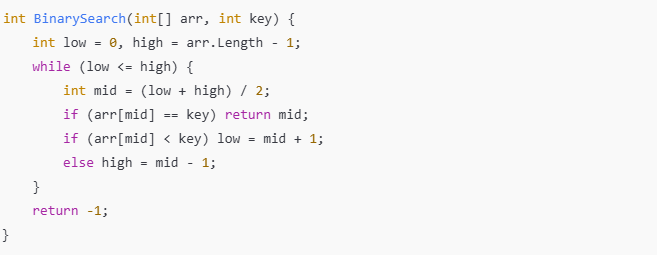 int BinarySearch(int[] arr, int key) {
    int low = 0, high = arr.Length - 1;
    while (low <= high) {
        int mid = (low + high) / 2;
        if (arr[mid] == key) return mid;
        if (arr[mid] < key) low = mid + 1;
        else high = mid - 1;
    }
    return -1;
}